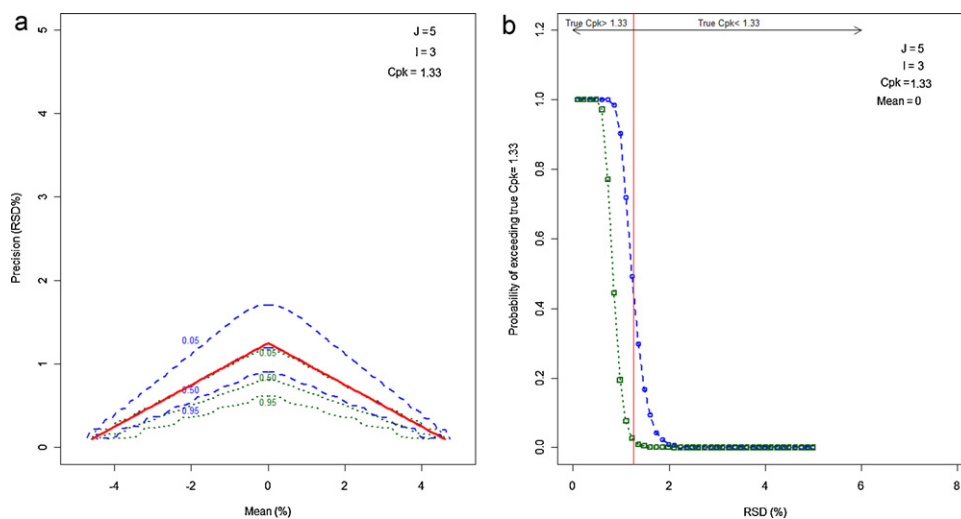 a
J = 5
I = 3
Cpk = 1.33
Precision (RSD%)
5
4
3
2
1
0
0.05
0.05
0.50
0.50
0.95
0.95
-4
-2
0
2
4
Mean (%)
b
True Cpk> 1.33
True Cpk< 1.33
J = 5
I = 3
Cpk =1.33
Mean = 0
Probability of exceeding true Cpk= 1.33
1.2
1.0
0.8
0.6
0.4
0.2
0.0
0
2
4
6
8
RSD (%)